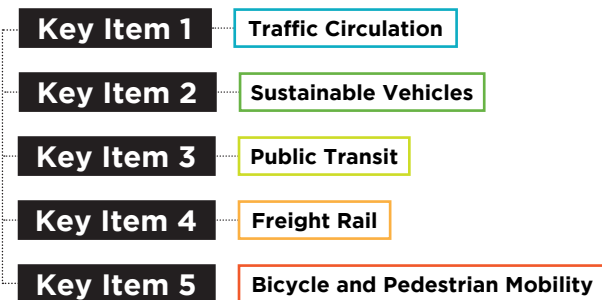 Key Item 1 Traffic Circulation
Key Item 2 Sustainable Vehicles
Key Item 3 Public Transit
Key Item 4 Freight Rail
Key Item 5 Bicycle and Pedestrian Mobility